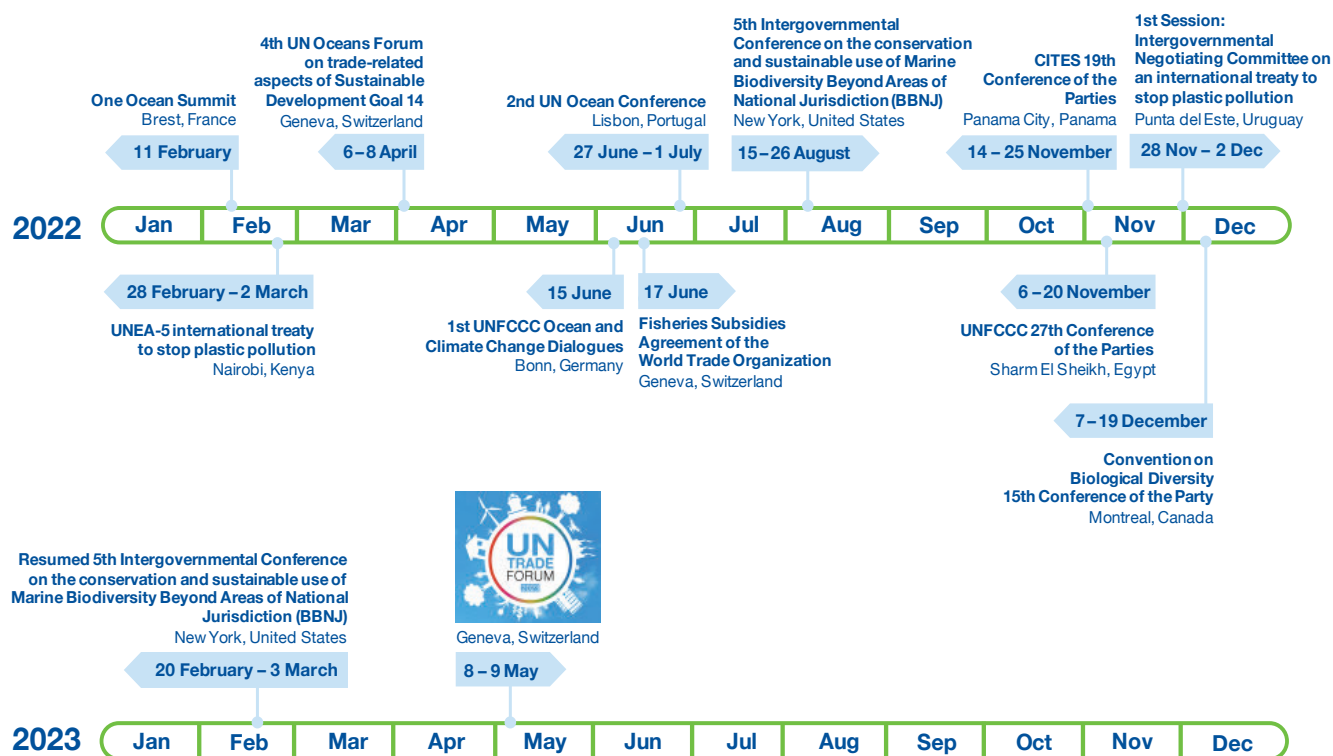 One Ocean Summit
Brest, France
11 February
4th UN Oceans Forum
on trade-related
aspects of Sustainable
Development Goal 14
Geneva, Switzerland
6–8 April
2nd UN Ocean Conference
Lisbon, Portugal
27 June – 1 July
5th Intergovernmental
Conference on the conservation
and sustainable use of Marine
Biodiversity Beyond Areas of
National Jurisdiction (BBNJ)
New York, United States
15–26 August
CITES 19th
Conference of the
Parties
Panama City, Panama
14 – 25 November
1st Session:
Intergovernmental
Negotiating Committee on
an international treaty to
stop plastic pollution
Punta del Este, Uruguay
28 Nov – 2 Dec
2022 Jan Feb Mar Apr May Jun Jul Aug Sep Oct Nov Dec
28 February – 2 March
UNEA-5 international treaty
to stop plastic pollution
Nairobi, Kenya
15 June
1st UNFCCC Ocean and
Climate Change Dialogues
Bonn, Germany
17 June
Fisheries Subsidies
Agreement of the
World Trade Organization
Geneva, Switzerland
6 – 20 November
UNFCCC 27th Conference
of the Parties
Sharm El Sheikh, Egypt
7 – 19 December
Convention on
Biological Diversity
15th Conference of the Party
Montreal, Canada
Resumed 5th Intergovernmental Conference
on the conservation and sustainable use of
Marine Biodiversity Beyond Areas of National
Jurisdiction (BBNJ)
New York, United States
20 February – 3 March
UN
TRADE
FORUM
Geneva, Switzerland
8 – 9 May
2023 Jan Feb Mar Apr May Jun Jul Aug Sep Oct Nov Dec